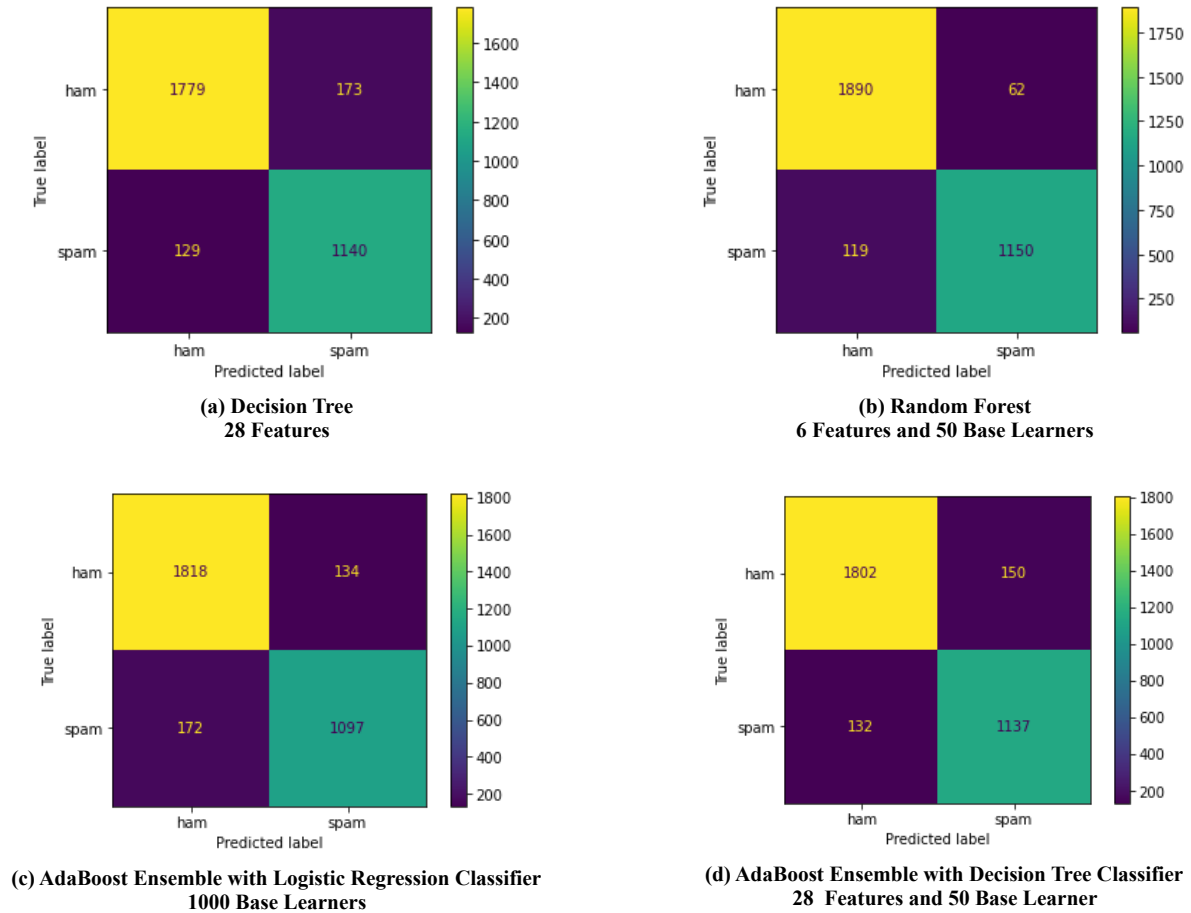 ham 1779 173
True label
spam 129 1140
ham spam
Predicted label
1600
1400
1200
1000
800
600
400
200
(a) Decision Tree
28 Features
ham 1890 62
True label
spam 119 1150
ham spam
Predicted label
1750
1500
1250
1000
750
500
250
(b) Random Forest
6 Features and 50 Base Learners
ham 1818 134
True label
spam 172 1097
ham spam
Predicted label
1800
1600
1400
1200
1000
800
600
400
200
(c) AdaBoost Ensemble with Logistic Regression Classifier
1000 Base Learners
ham 1802 150
True label
spam 132 1137
ham spam
Predicted label
1800
1600
1400
1200
1000
800
600
400
200
(d) AdaBoost Ensemble with Decision Tree Classifier
28 Features and 50 Base Learner